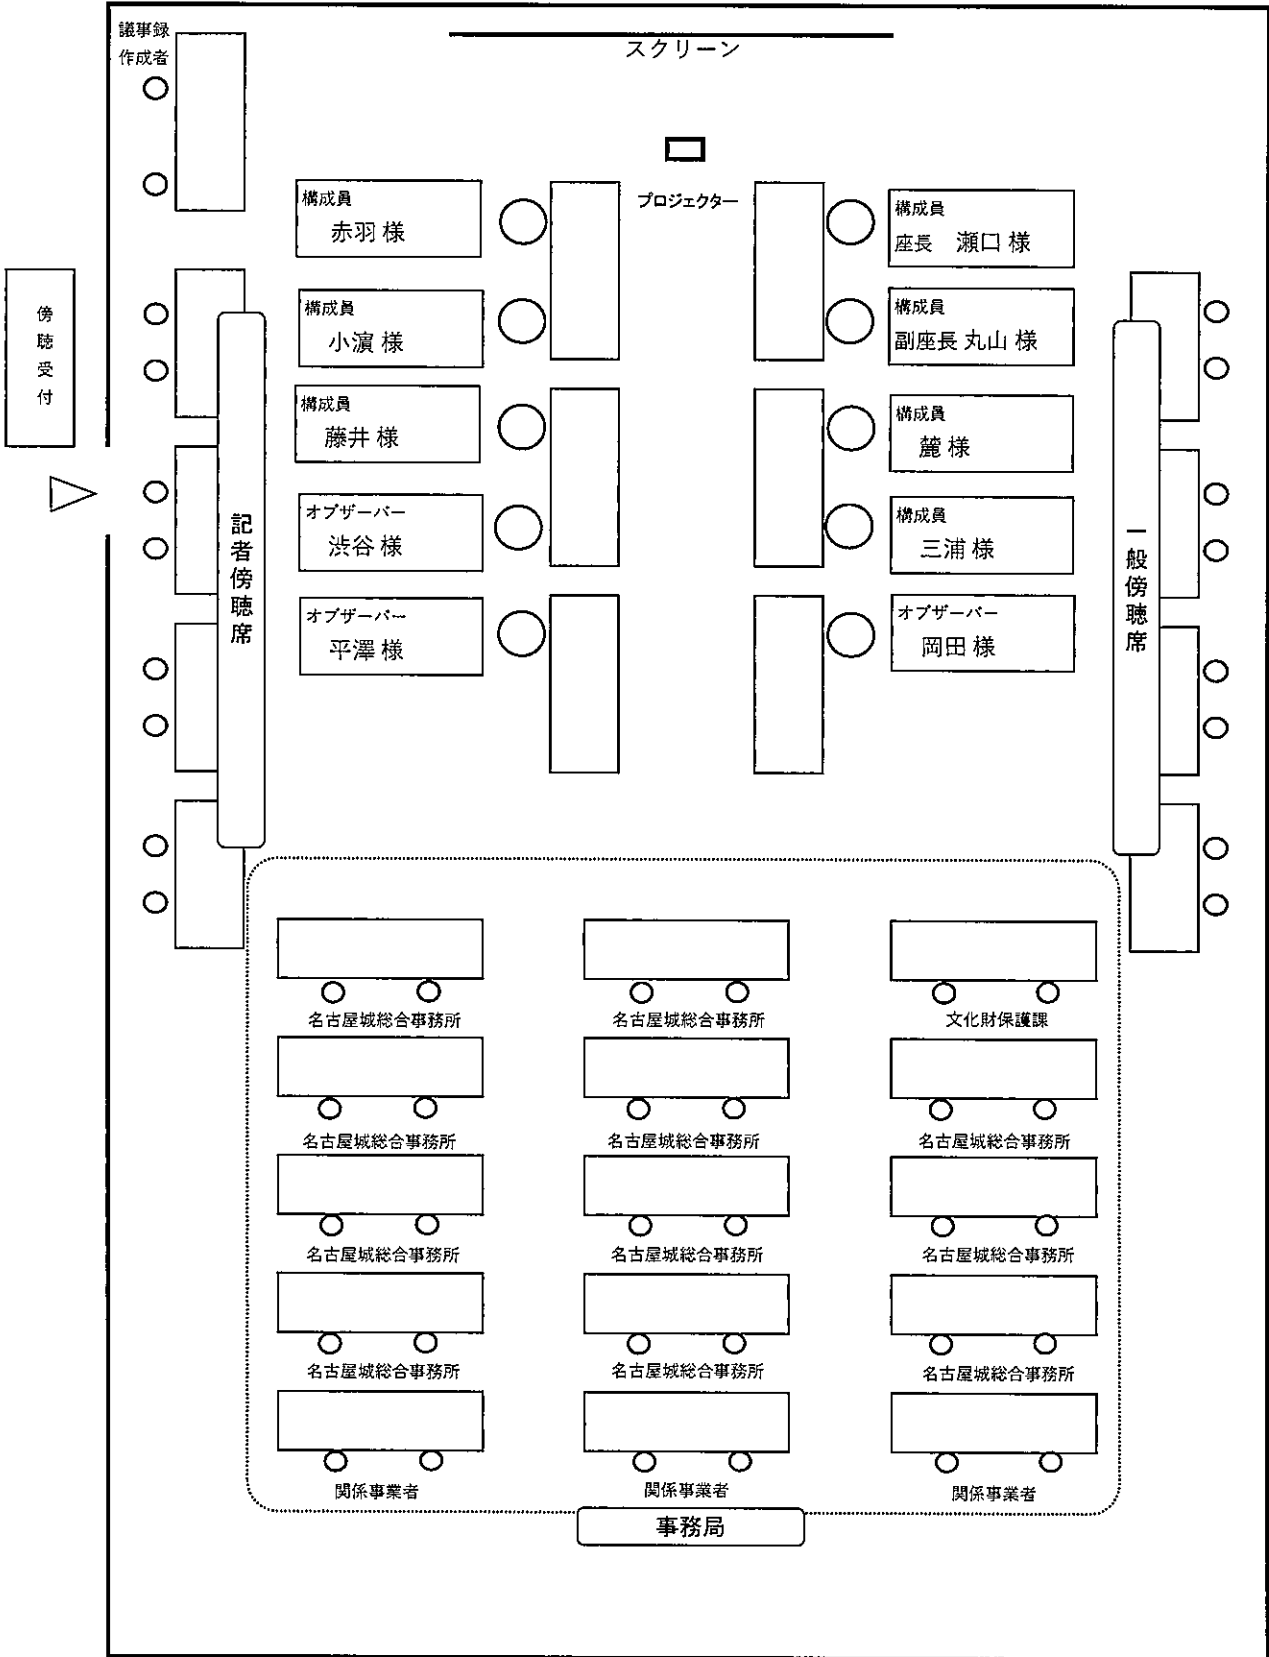 議事録
作成者
スクリーン
プロジェクター
傍聴受付
構成員
赤羽 様
構成員
小濵 様
構成員
藤井 様
オブザーバー
渋谷 様
オブザーバー
平澤 様
構成員
座長 瀬口 様
構成員
副座長 丸山 様
構成員
麓 様
構成員
三浦 様
オブザーバー
岡田 様
記者傍聴席
一般傍聴席
名古屋城総合事務所
名古屋城総合事務所
文化財保護課
名古屋城総合事務所
名古屋城総合事務所
名古屋城総合事務所
名古屋城総合事務所
名古屋城総合事務所
名古屋城総合事務所
名古屋城総合事務所
名古屋城総合事務所
名古屋城総合事務所
関係事業者
関係事業者
関係事業者
事務局